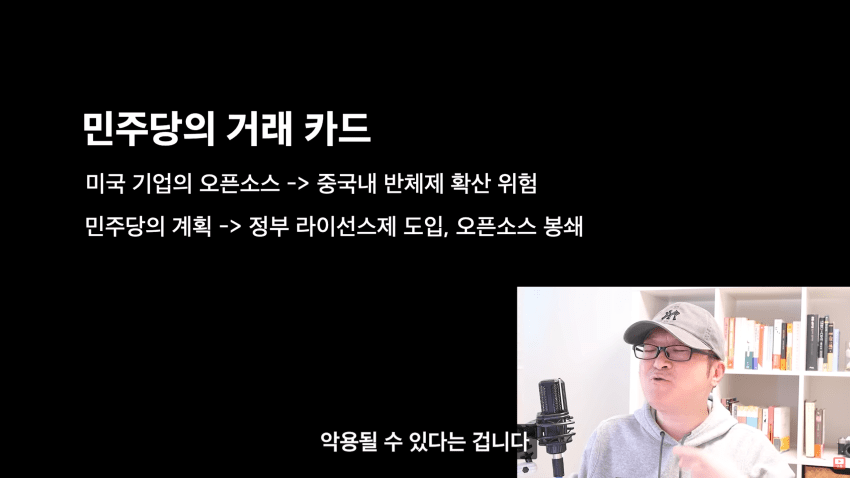 민주당의 거래 카드
미국 기업의 오픈소스 -> 중국내 반체제 확산 위험
민주당의 계획 -> 정부 라이선스제 도입, 오픈소스 봉쇄
악용될 수 있다는 겁니다